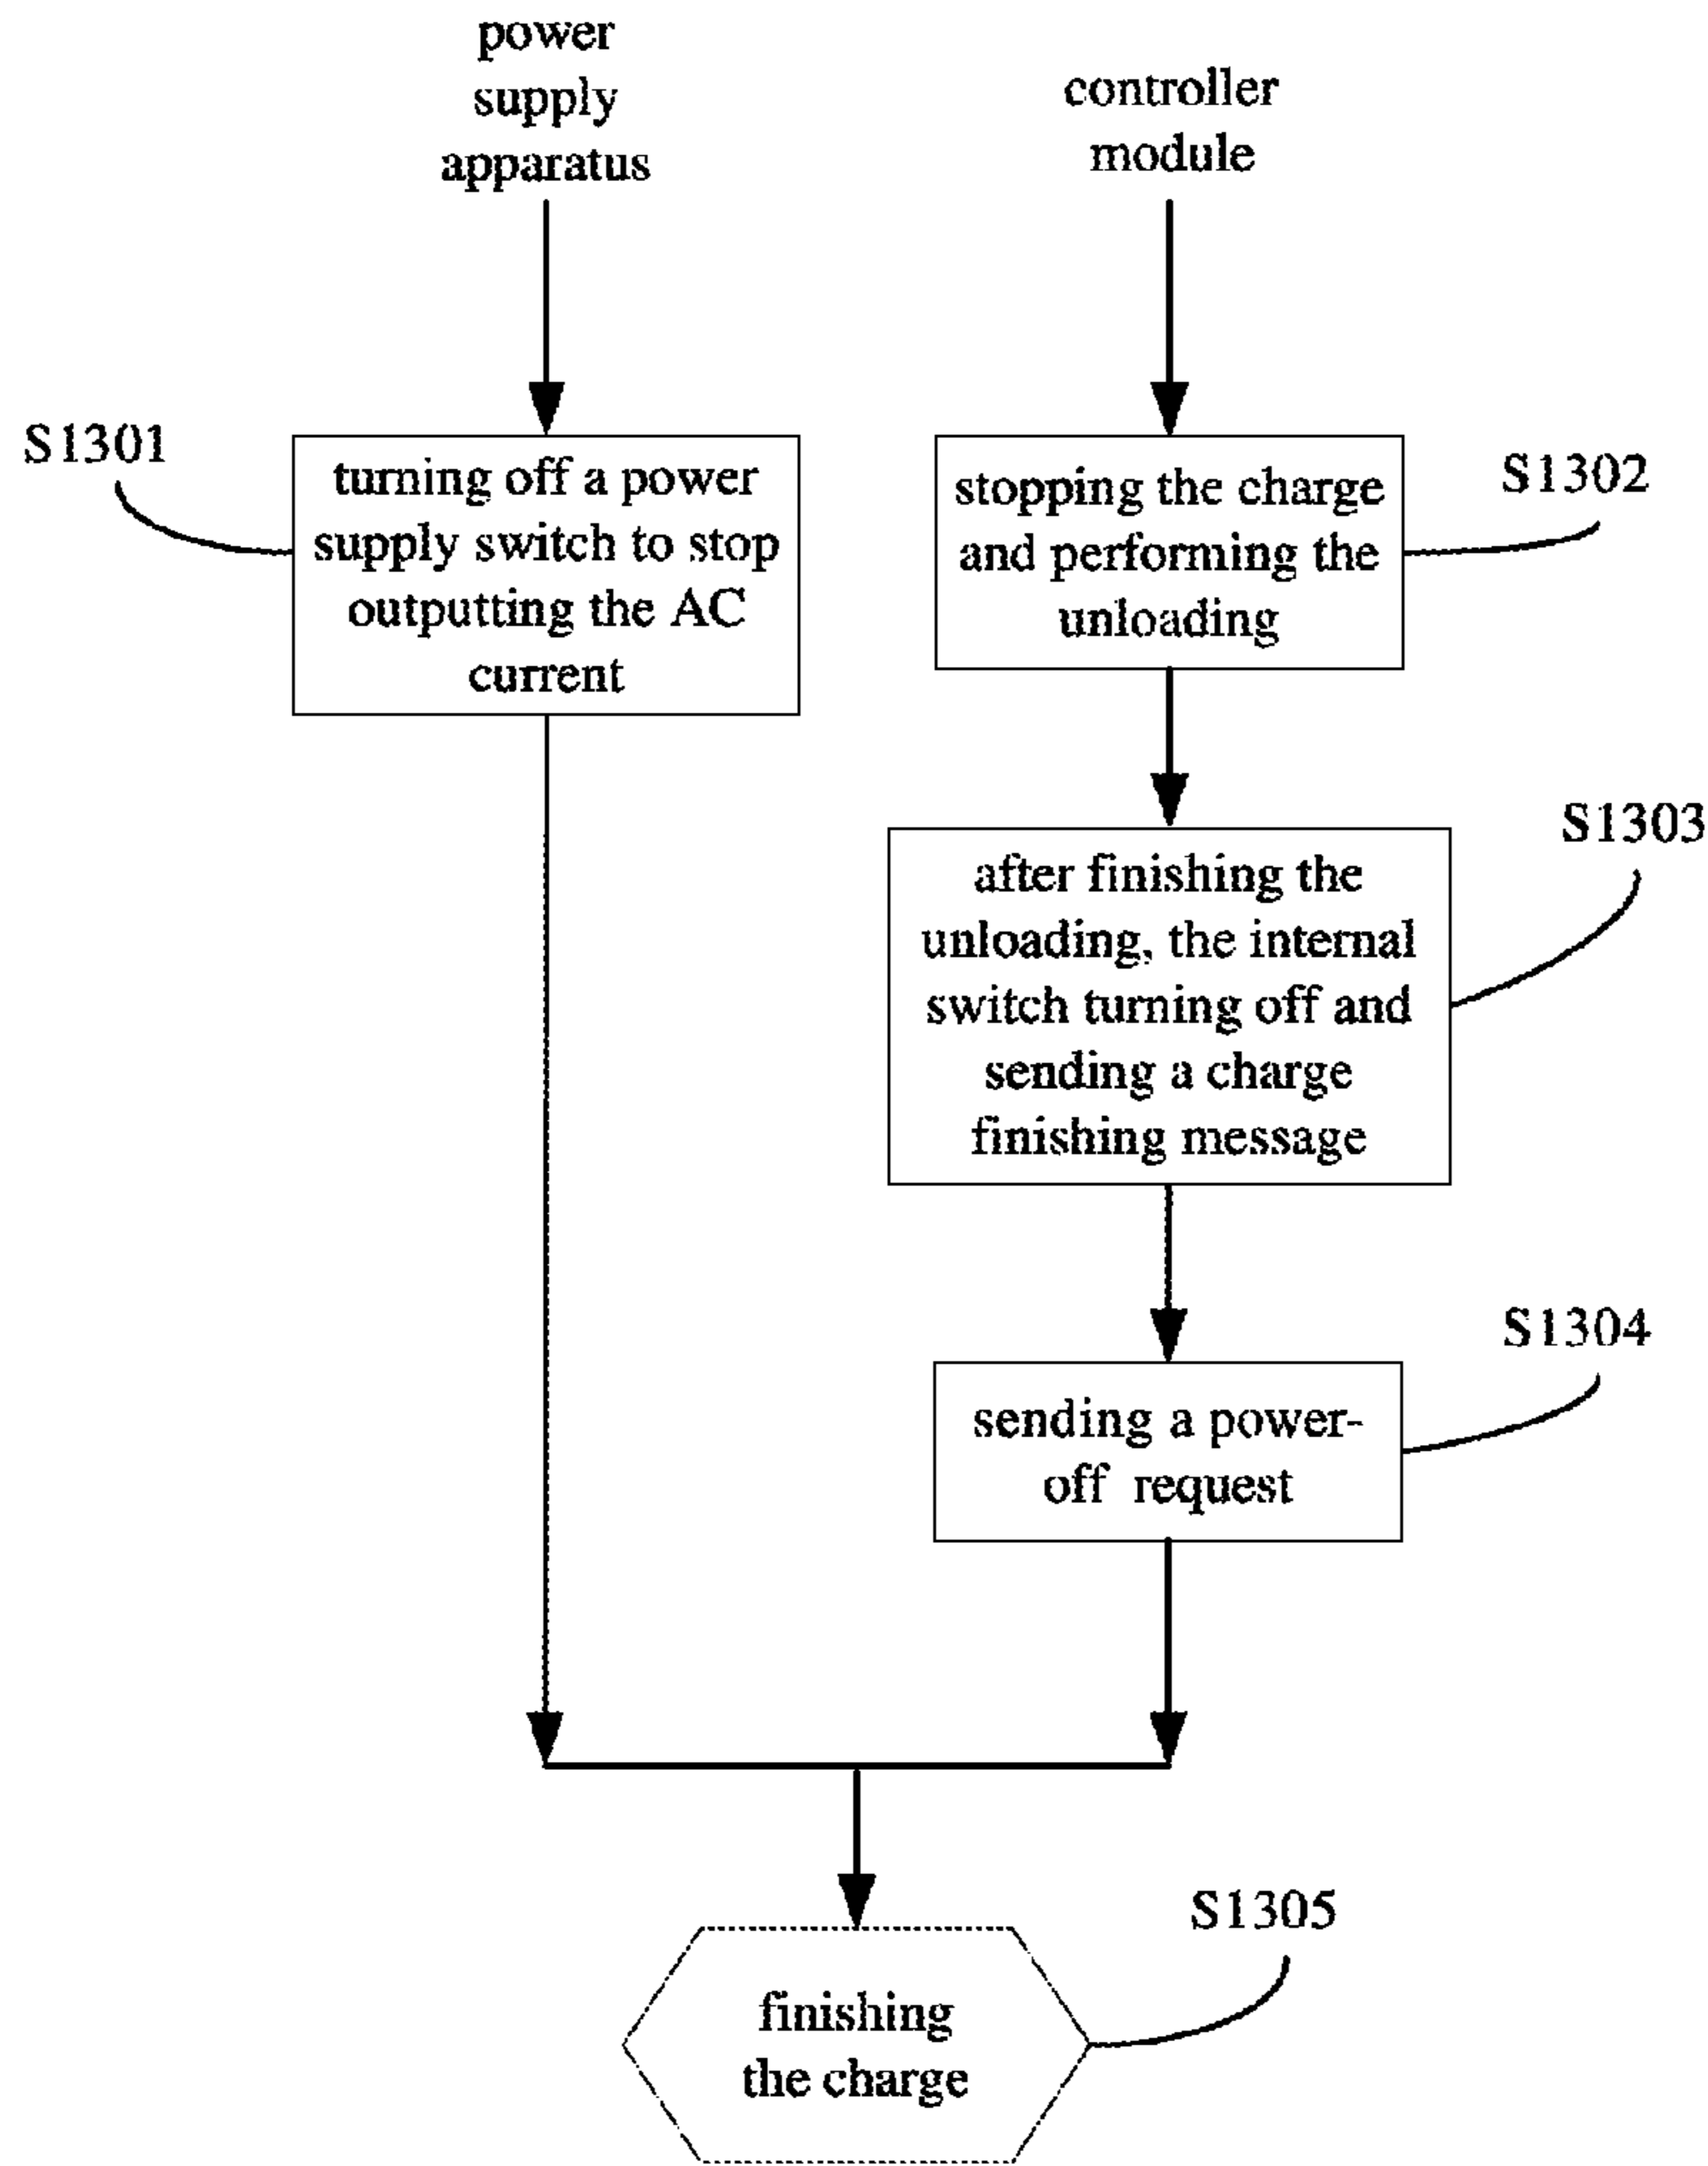 power
supply
apparatus
controller
module
S1301
turning off a power
supply switch to stop
outputting the AC
current
S1302
stopping the charge
and performing the
unloading
S1303
after finishing the
unloading, the internal
switch turning off and
sending a charge
finishing message
S1304
sending a power-
off request
S1305
finishing
the charge